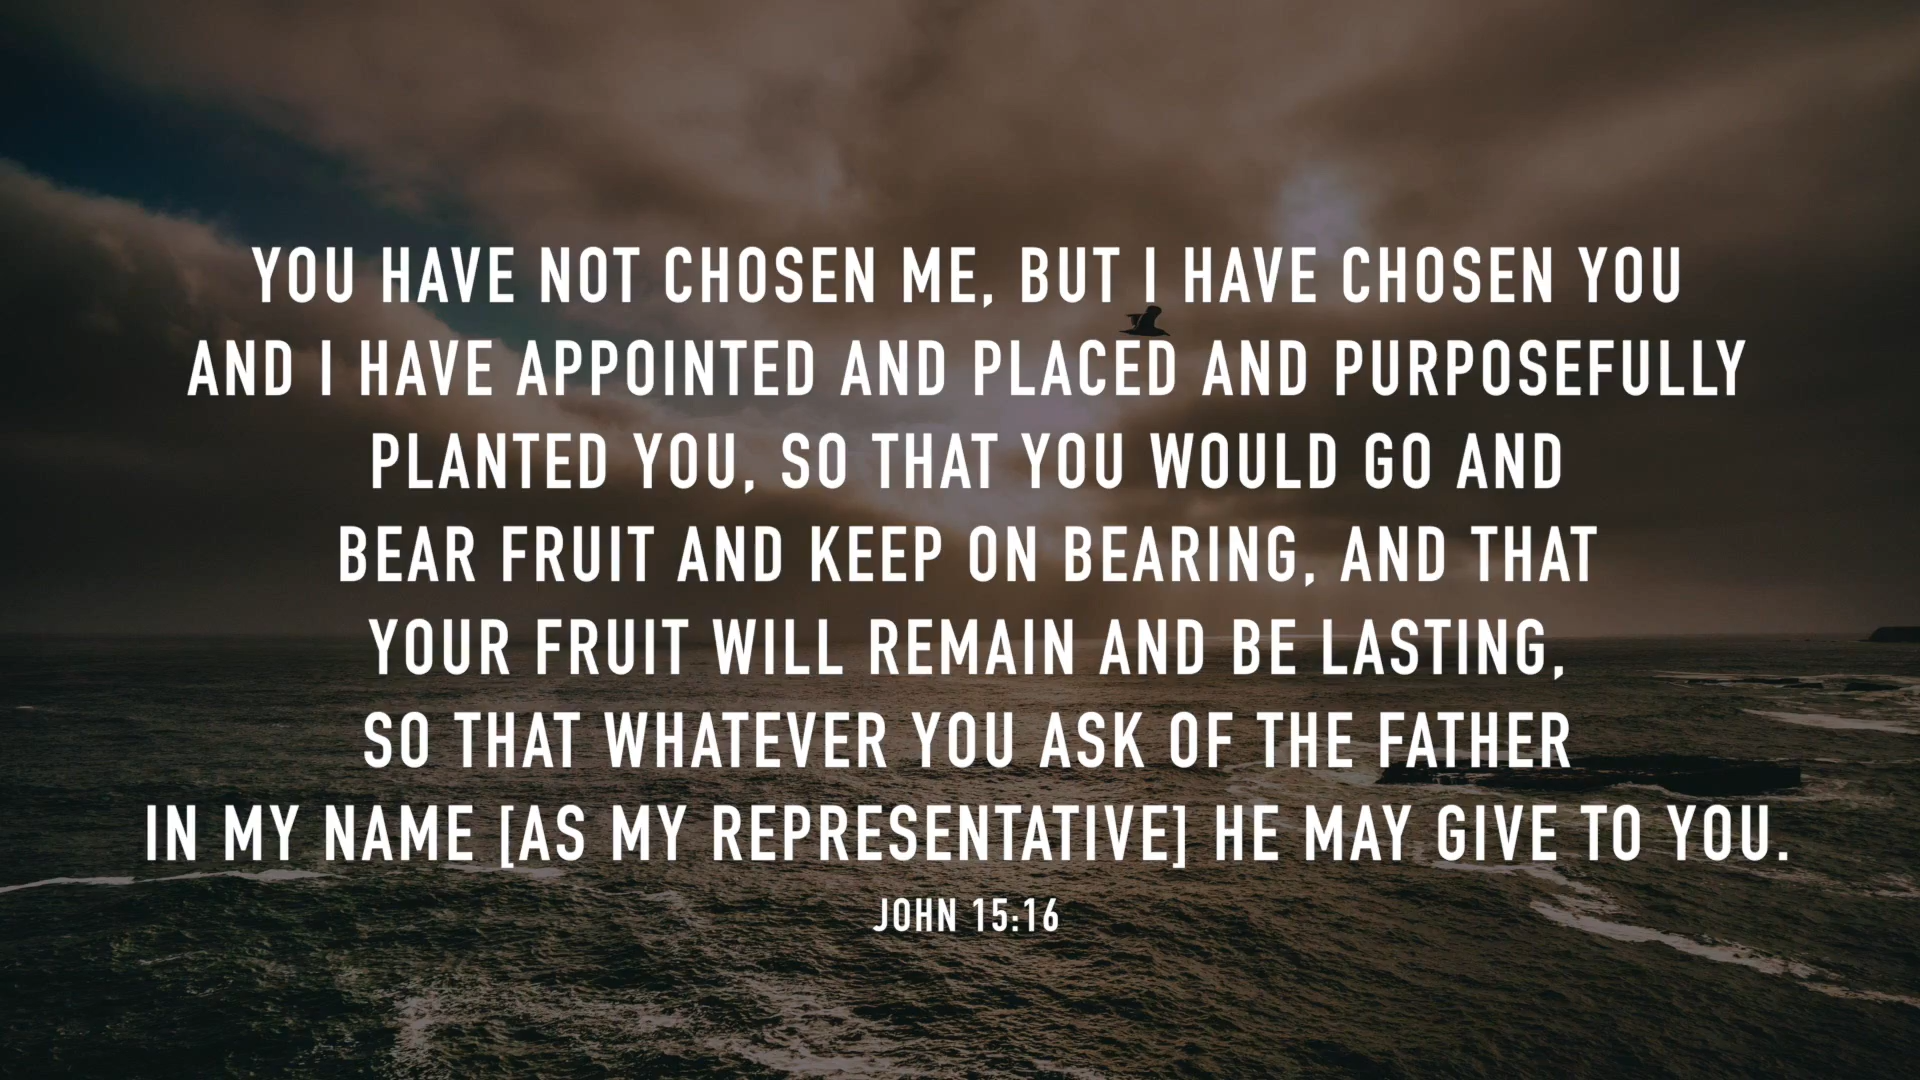 YOU HAVE NOT CHOSEN ME, BUT I HAVE CHOSEN YOU
AND I HAVE APPOINTED AND PLACED AND PURPOSEFULLY
PLANTED YOU, SO THAT YOU WOULD GO AND
BEAR FRUIT AND KEEP ON BEARING, AND THAT
YOUR FRUIT WILL REMAIN AND BE LASTING,
SO THAT WHATEVER YOU ASK OF THE FATHER
IN MY NAME [AS MY REPRESENTATIVE] HE MAY GIVE TO YOU.
JOHN 15:16